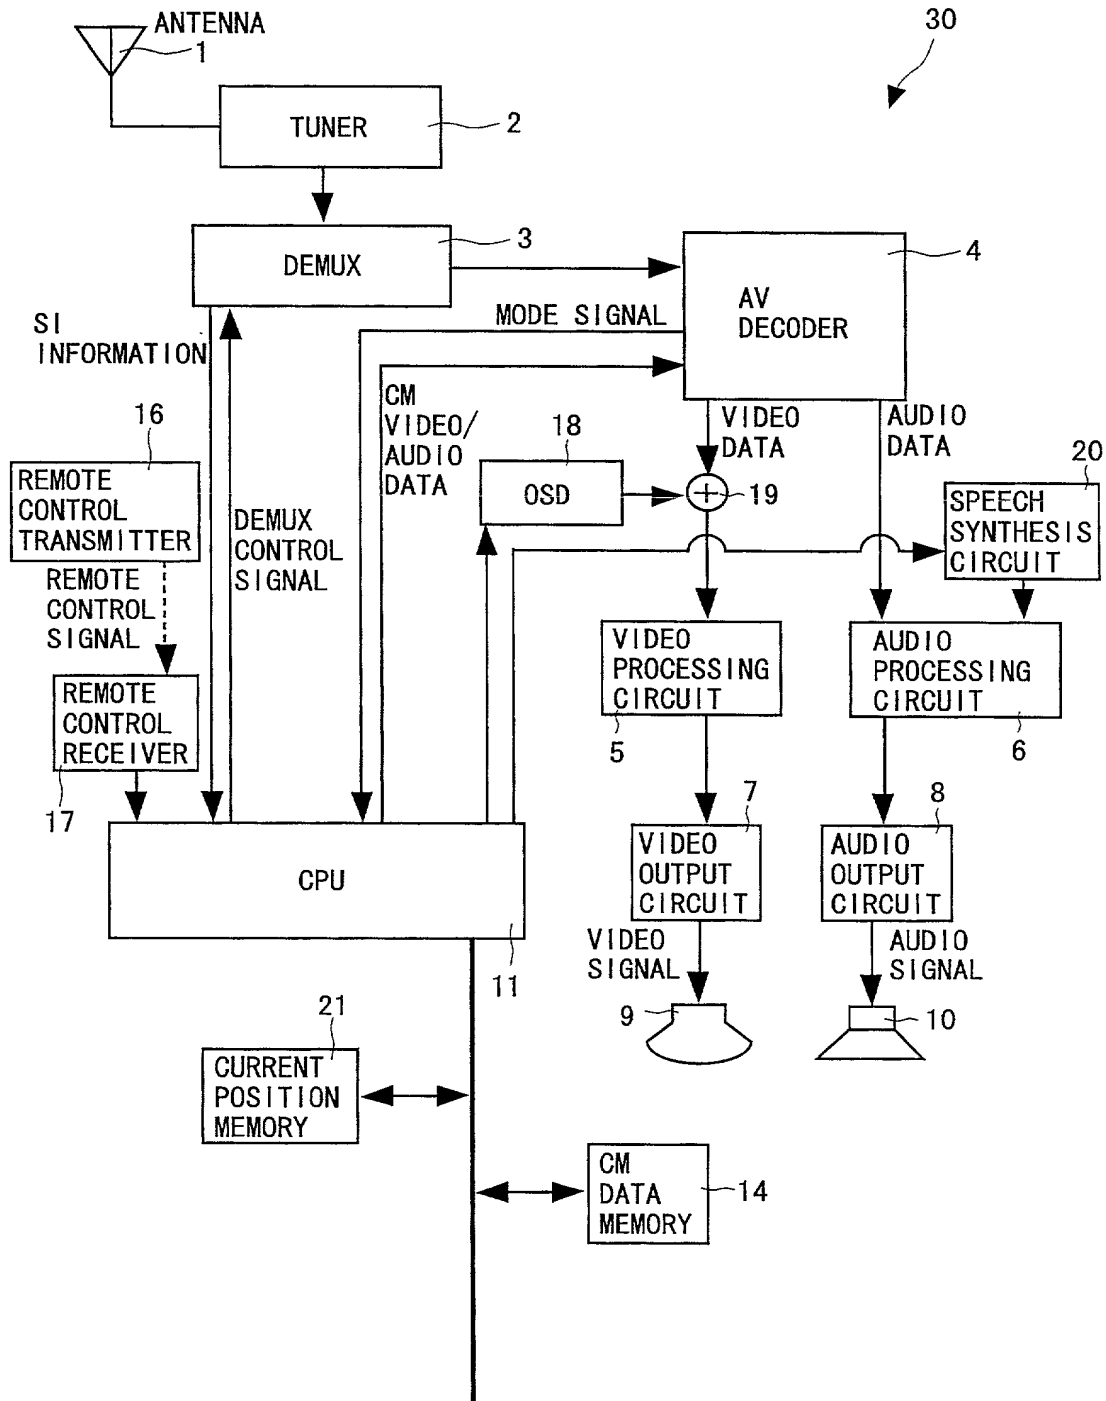 ANTENNA
1
30
TUNER
2
DEMUX
3
AV
DECODER
4
MODE SIGNAL
SI
INFORMATION
CM
VIDEO/
AUDIO
DATA
VIDEO
DATA
AUDIO
DATA
16
REMOTE
CONTROL
TRANSMITTER
18
OSD
19
20
SPEECH
SYNTHESIS
CIRCUIT
DEMUX
CONTROL
SIGNAL
REMOTE
CONTROL
SIGNAL
VIDEO
PROCESSING
CIRCUIT
5
AUDIO
PROCESSING
CIRCUIT
6
REMOTE
CONTROL
RECEIVER
17
7
VIDEO
OUTPUT
CIRCUIT
8
AUDIO
OUTPUT
CIRCUIT
CPU
11
VIDEO
SIGNAL
AUDIO
SIGNAL
9
10
21
CURRENT
POSITION
MEMORY
CM
DATA
MEMORY
14